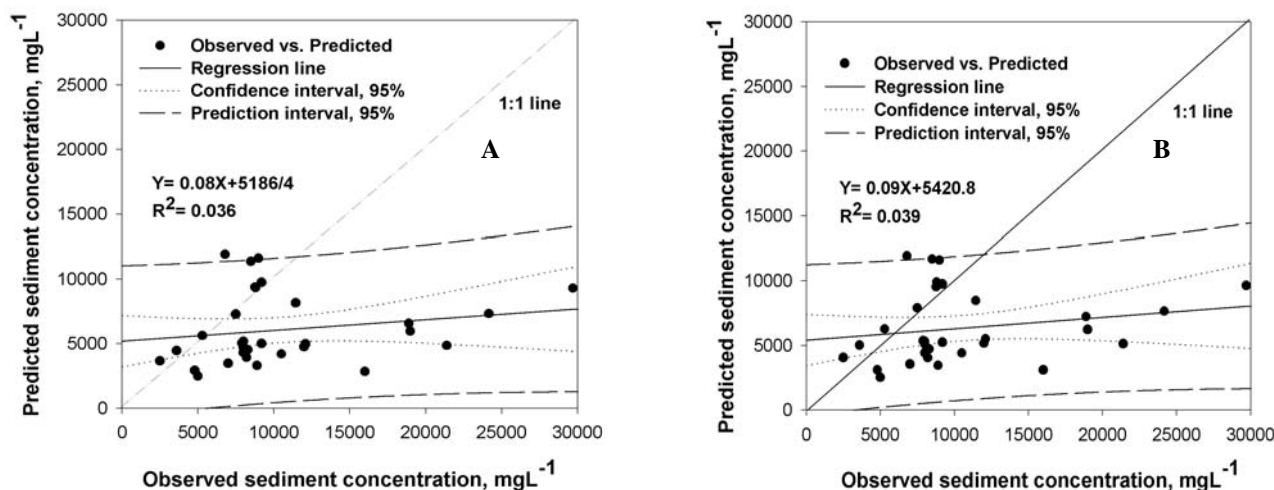 30000
25000
20000
15000
10000
5000
0
Predicted sediment concentration, mgL-1
Observed vs. Predicted
Regression line
Confidence interval, 95%
Prediction interval, 95%
1:1 line
A
Y= 0.08X+5186/4
R2= 0.036
0 5000 10000 15000 20000 25000 30000
Observed sediment concentration, mgL-1
30000
25000
20000
15000
10000
5000
0
Predicted sediment concentration, mgL-1
Observed vs. Predicted
Regression line
Confidence interval, 95%
Prediction interval, 95%
1:1 line
B
Y= 0.09X+5420.8
R2= 0.039
0 5000 10000 15000 20000 25000 30000
Observed sediment concentration, mgL-1